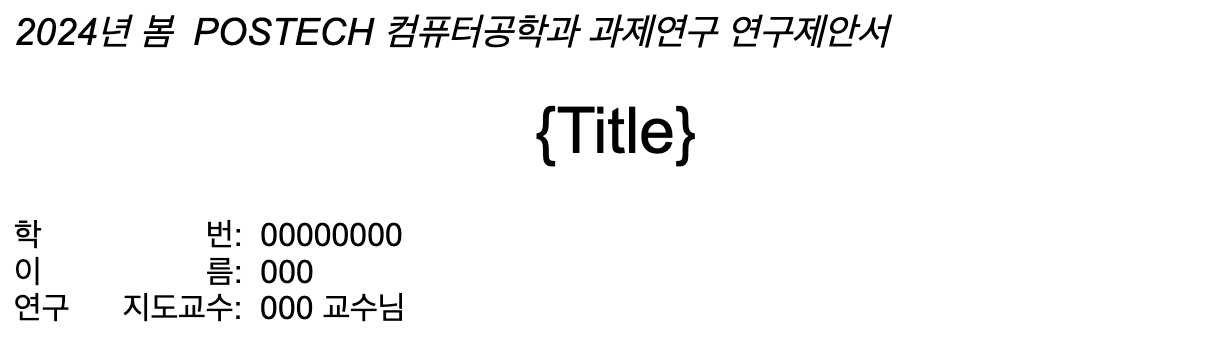 2024년 봄 POSTECH 컴퓨터공학과 과제연구 연구제안서
{Title}
학 번: 00000000
이 름: 000
연구 지도교수: 000 교수님